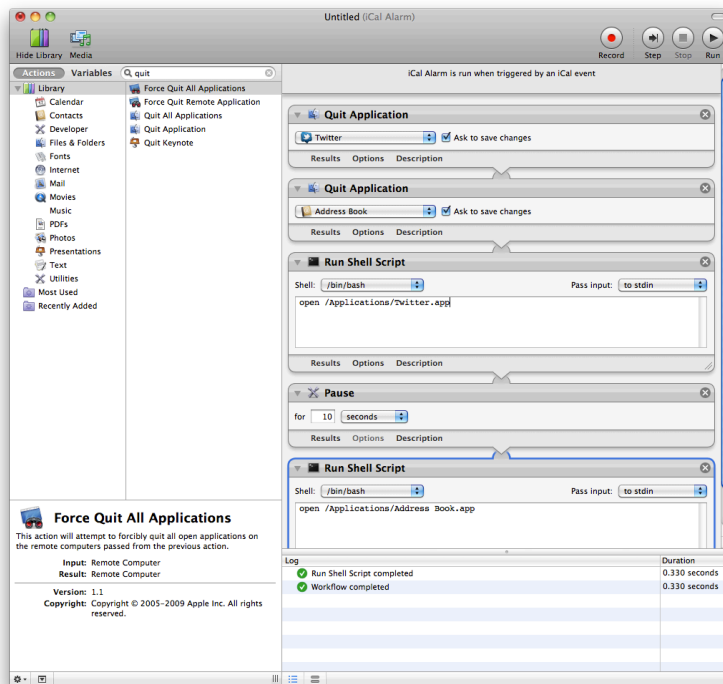 Untitled (iCal Alarm)
Hide Library Media
Record Step Stop Run
Actions Variables quit
iCal Alarm is run when triggered by an iCal event
Library
Calendar
Contacts
Developer
Files & Folders
Fonts
Internet
Mail
Movies
Music
PDFs
Photos
Presentations
Text
Utilities
Most Used
Recently Added
Force Quit All Applications
Force Quit Remote Application
Quit All Applications
Quit Application
Quit Keynote
Quit Application
Twitter Ask to save changes
Results Options Description
Quit Application
Address Book Ask to save changes
Results Options Description
Run Shell Script
Shell: /bin/bash Pass input: to stdin
open /Applications/Twitter.app
Results Options Description
Pause
for 10 seconds
Results Options Description
Run Shell Script
Shell: /bin/bash Pass input: to stdin
open /Applications/Address Book.app
Force Quit All Applications
This action will attempt to forcibly quit all open applications on
the remote computers passed from the previous action.
Input: Remote Computer
Result: Remote Computer
Version: 1.1
Copyright: Copyright © 2005-2009 Apple Inc. All rights
reserved.
Log Duration
Run Shell Script completed 0.330 seconds
Workflow completed 0.330 seconds